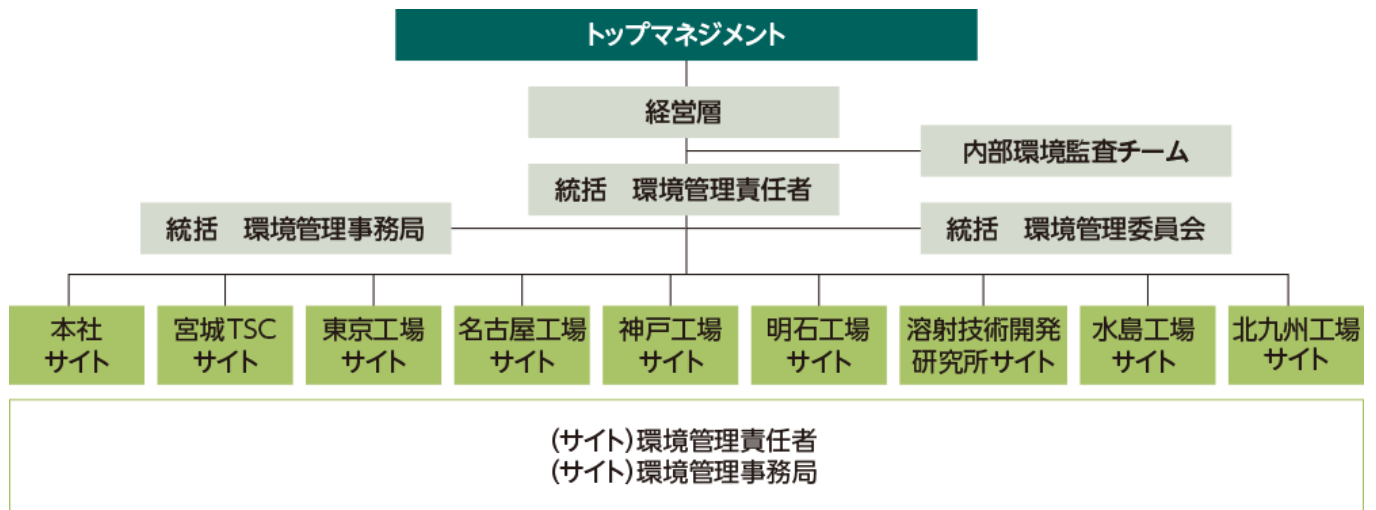 トップマネジメント
経営層
内部環境監査チーム
統括　環境管理責任者
統括　環境管理事務局
統括　環境管理委員会
本社
サイト
宮城TSC
サイト
東京工場
サイト
名古屋工場
サイト
神戸工場
サイト
明石工場
サイト
溶射技術開発
研究所サイト
水島工場
サイト
北九州工場
サイト
(サイト)環境管理責任者
(サイト)環境管理事務局